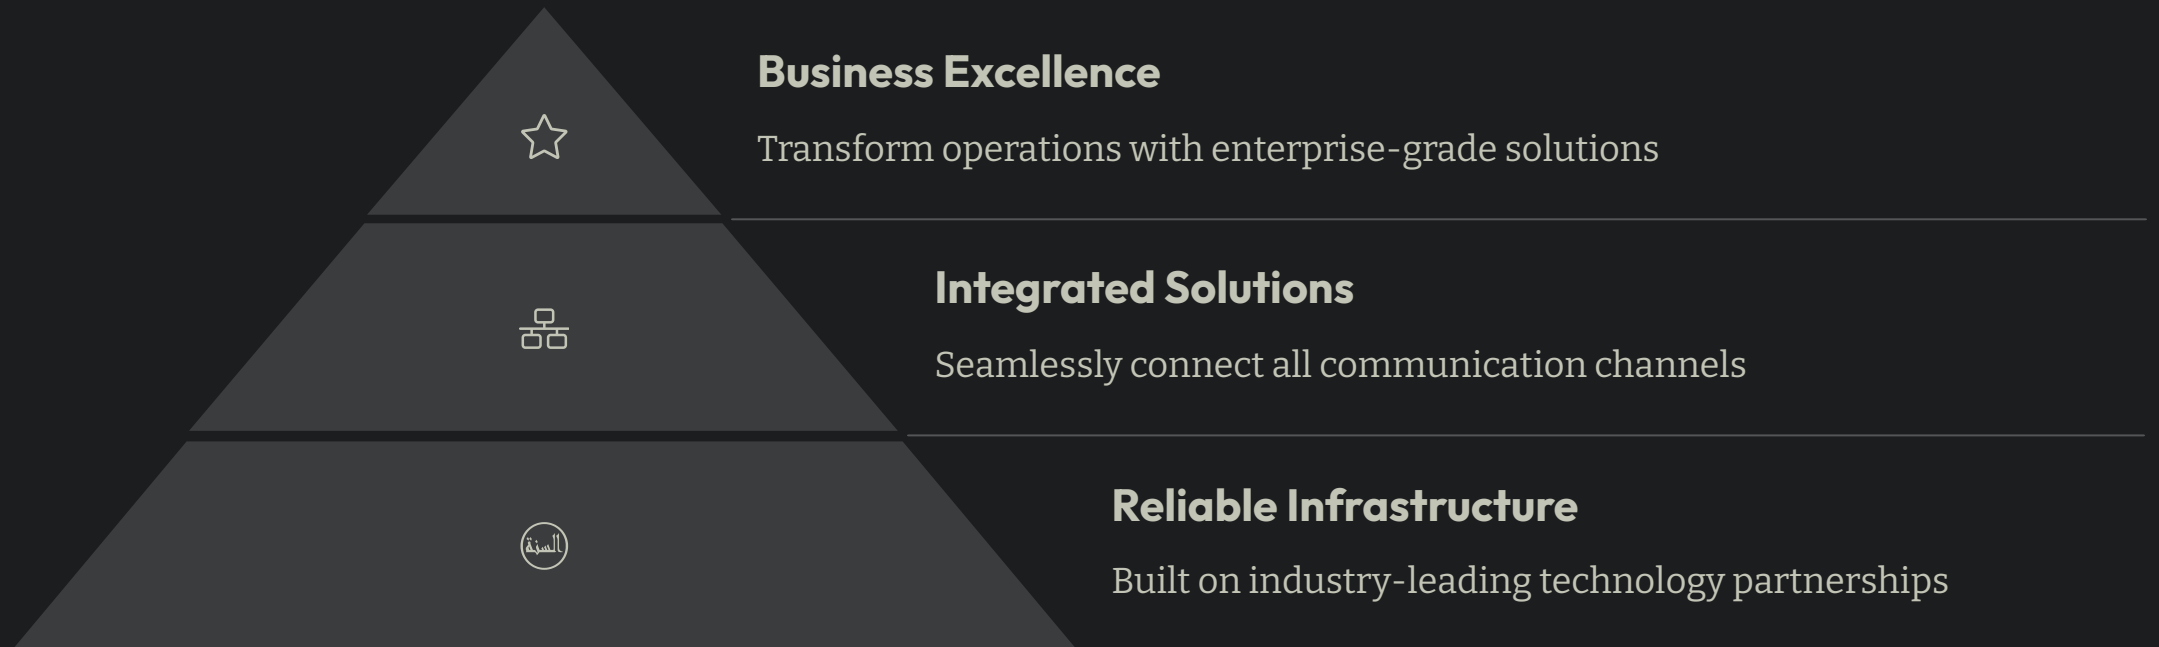 Business Excellence
Transform operations with enterprise-grade solutions
Integrated Solutions
Seamlessly connect all communication channels
السنة
Reliable Infrastructure
Built on industry-leading technology partnerships